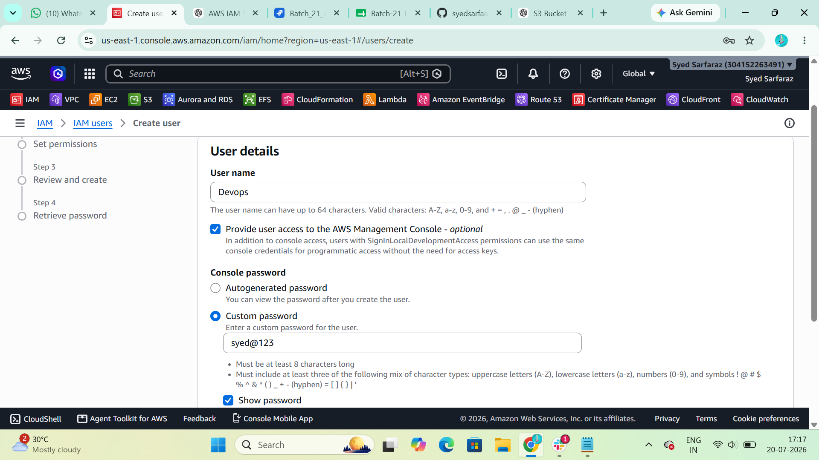 (10) Whats
Create use
AWS IAM
Batch_21_
Batch-21
syedsarfa
S3 Bucket
Ask Gemini
us-east-1.console.aws.amazon.com/iam/home?region=us-east-1#/users/create
aws
Search
[Alt+S]
Global
Syed Sarfaraz (304152263491)
Syed Sarfaraz
IAM
VPC
EC2
S3
Aurora and RDS
EFS
CloudFormation
Lambda
Amazon EventBridge
Route 53
Certificate Manager
CloudFront
CloudWatch
IAM
IAM users
Create user
Set permissions
Step 3
Review and create
Step 4
Retrieve password
User details
User name
Devops
The user name can have up to 64 characters. Valid characters: A-Z, a-z, 0-9, and + = , . @ _ - (hyphen)
Provide user access to the AWS Management Console - optional
In addition to console access, users with SignInLocalDevelopmentAccess permissions can use the same
console credentials for programmatic access without the need for access keys.
Console password
Autogenerated password
You can view the password after you create the user.
Custom password
Enter a custom password for the user.
syed@123
• Must be at least 8 characters long
• Must include at least three of the following mix of character types: uppercase letters (A-Z), lowercase letters (a-z), numbers (0-9), and symbols ! @ # $
% ^ & * ( ) _ + - (hyphen) = [ ] { } | '
Show password
CloudShell
Agent Toolkit for AWS
Feedback
Console Mobile App
© 2026, Amazon Web Services, Inc. or its affiliates.
Privacy
Terms
Cookie preferences
2
30°C
Mostly cloudy
Search
1
ENG
IN
17:17
20-07-2026